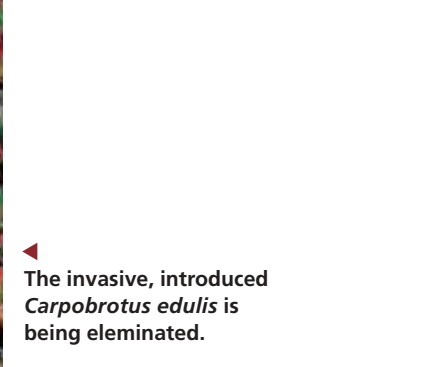 The invasive, introduced
Carpobrotus edulis is
being eleminated.